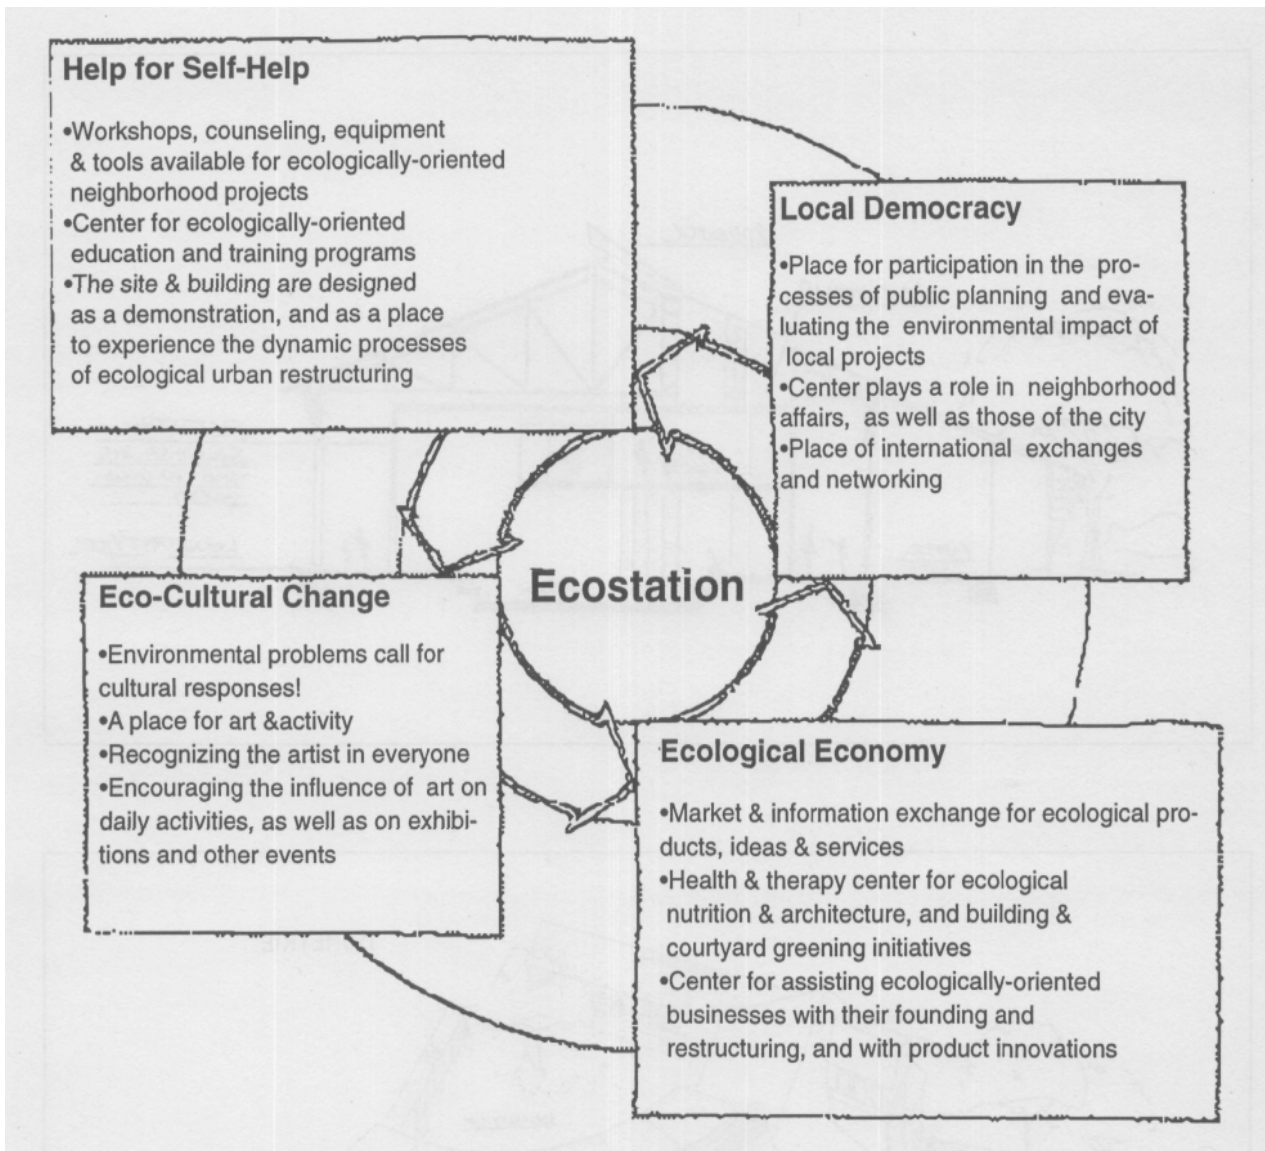 Help for Self-Help
•Workshops, counseling, equipment
& tools available for ecologically-oriented
neighborhood projects
•Center for ecologically-oriented
education and training programs
•The site & building are designed
as a demonstration, and as a place
to experience the dynamic processes
of ecological urban restructuring
Local Democracy
•Place for participation in the pro-
cesses of public planning and eva-
luating the environmental impact of
local projects
•Center plays a role in neighborhood
affairs, as well as those of the city
•Place of international exchanges
and networking
Ecostation
Eco-Cultural Change
•Environmental problems call for
cultural responses!
•A place for art &activity
•Recognizing the artist in everyone
•Encouraging the influence of art on
daily activities, as well as on exhibi-
tions and other events
Ecological Economy
•Market & information exchange for ecological pro-
ducts, ideas & services
•Health & therapy center for ecological
nutrition & architecture, and building &
courtyard greening initiatives
•Center for assisting ecologically-oriented
businesses with their founding and
restructuring, and with product innovations